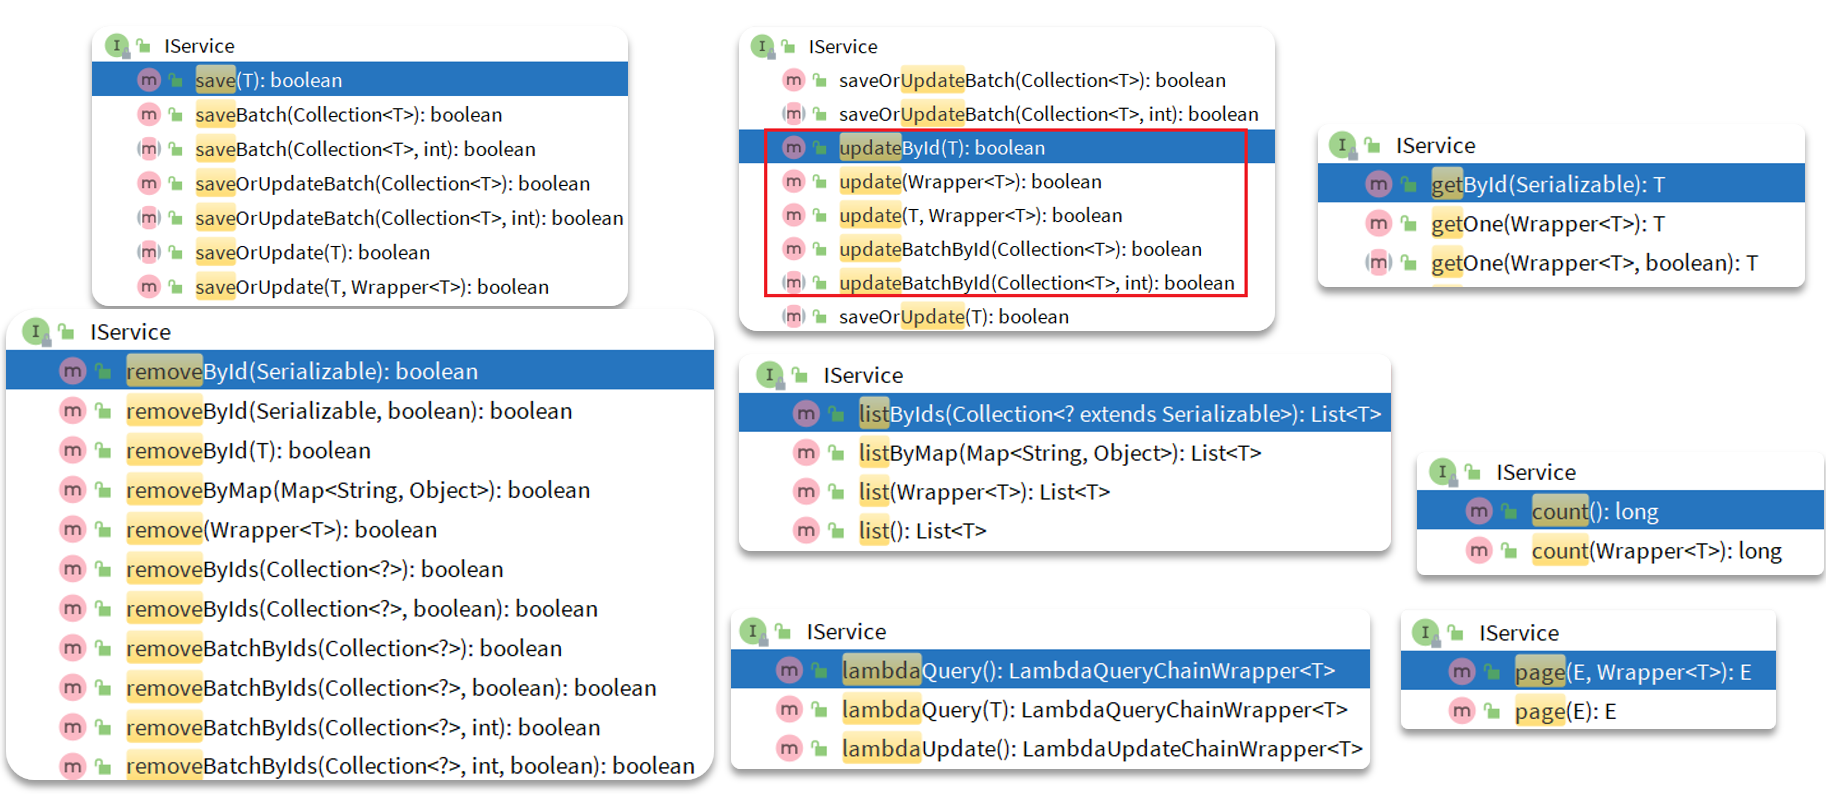 IService
save(T): boolean
saveBatch(Collection<T>): boolean
saveBatch(Collection<T>, int): boolean
saveOrUpdateBatch(Collection<T>): boolean
saveOrUpdateBatch(Collection<T>, int): boolean
saveOrUpdate(T): boolean
saveOrUpdate(T, Wrapper<T>): boolean
IService
removeById(Serializable): boolean
removeById(Serializable, boolean): boolean
removeById(T): boolean
removeByMap(Map<String, Object>): boolean
remove(Wrapper<T>): boolean
removeByIds(Collection<?>): boolean
removeByIds(Collection<?>, boolean): boolean
removeBatchByIds(Collection<?>): boolean
removeBatchByIds(Collection<?>, boolean): boolean
removeBatchByIds(Collection<?>, int): boolean
removeBatchByIds(Collection<?>, int, boolean): boolean
IService
saveOrUpdateBatch(Collection<T>): boolean
saveOrUpdateBatch(Collection<T>, int): boolean
updateById(T): boolean
update(Wrapper<T>): boolean
update(T, Wrapper<T>): boolean
updateBatchById(Collection<T>): boolean
updateBatchById(Collection<T>, int): boolean
saveOrUpdate(T): boolean
IService
listByIds(Collection<? extends Serializable>): List<T>
listByMap(Map<String, Object>): List<T>
list(Wrapper<T>): List<T>
list(): List<T>
IService
lambdaQuery(): LambdaQueryChainWrapper<T>
lambdaQuery(T): LambdaQueryChainWrapper<T>
lambdaUpdate(): LambdaUpdateChainWrapper<T>
IService
getById(Serializable): T
getOne(Wrapper<T>): T
getOne(Wrapper<T>, boolean): T
IService
count(): long
count(Wrapper<T>): long
IService
page(E, Wrapper<T>): E
page(E): E